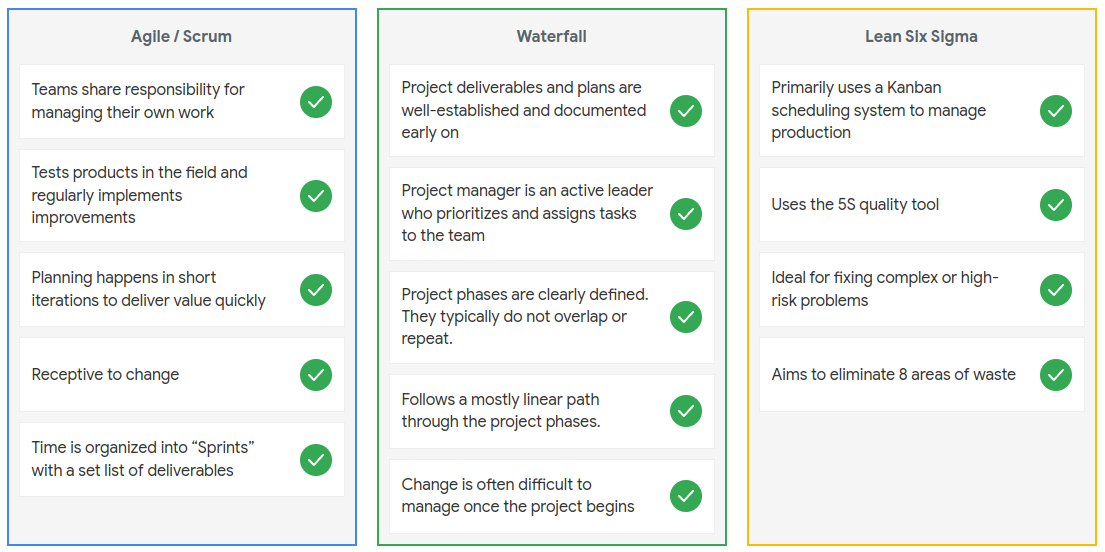 Agile / Scrum
Teams share responsibility for
managing their own work
Tests products in the field and
regularly implements
improvements
Planning happens in short
iterations to deliver value quickly
Receptive to change
Time is organized into “Sprints”
with a set list of deliverables
Waterfall
Project deliverables and plans are
well-established and documented
early on
Project manager is an active leader
who prioritizes and assigns tasks
to the team
Project phases are clearly defined.
They typically do not overlap or
repeat.
Follows a mostly linear path
through the project phases.
Change is often difficult to
manage once the project begins
Lean Six Sigma
Primarily uses a Kanban
scheduling system to manage
production
Uses the 5S quality tool
Ideal for fixing complex or high-
risk problems
Aims to eliminate 8 areas of waste